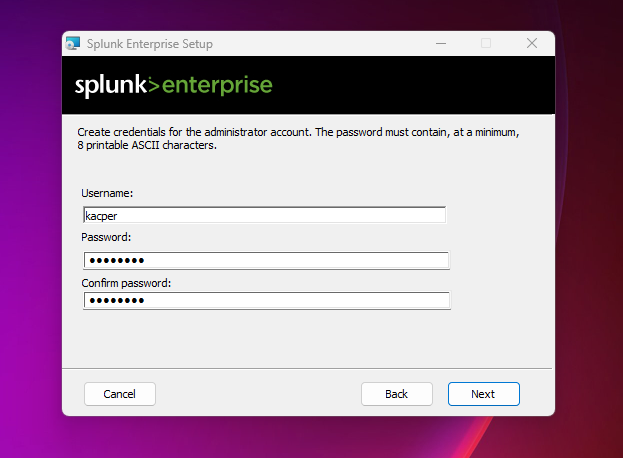 Splunk Enterprise Setup
splunk>enterprise
Create credentials for the administrator account. The password must contain, at a minimum,
8 printable ASCII characters.
Username:
kacper
Password:
●●●●●●●●
Confirm password:
●●●●●●●●
Cancel
Back
Next